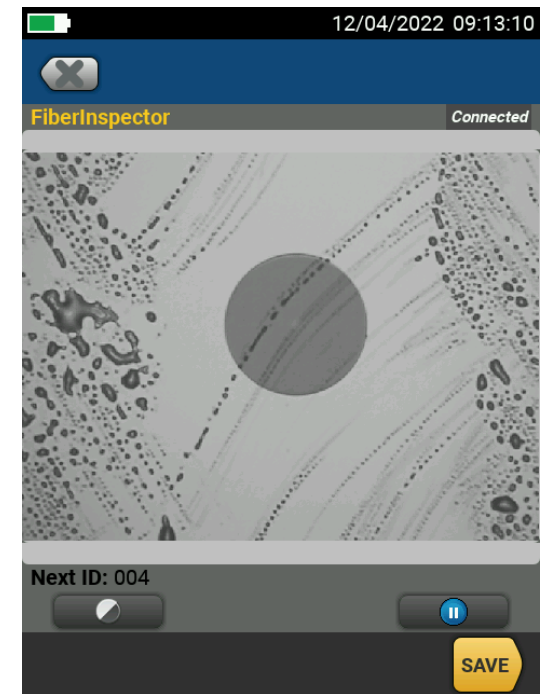 12/04/2022 09:13:10
FiberInspector
Connected
Next ID: 004
SAVE